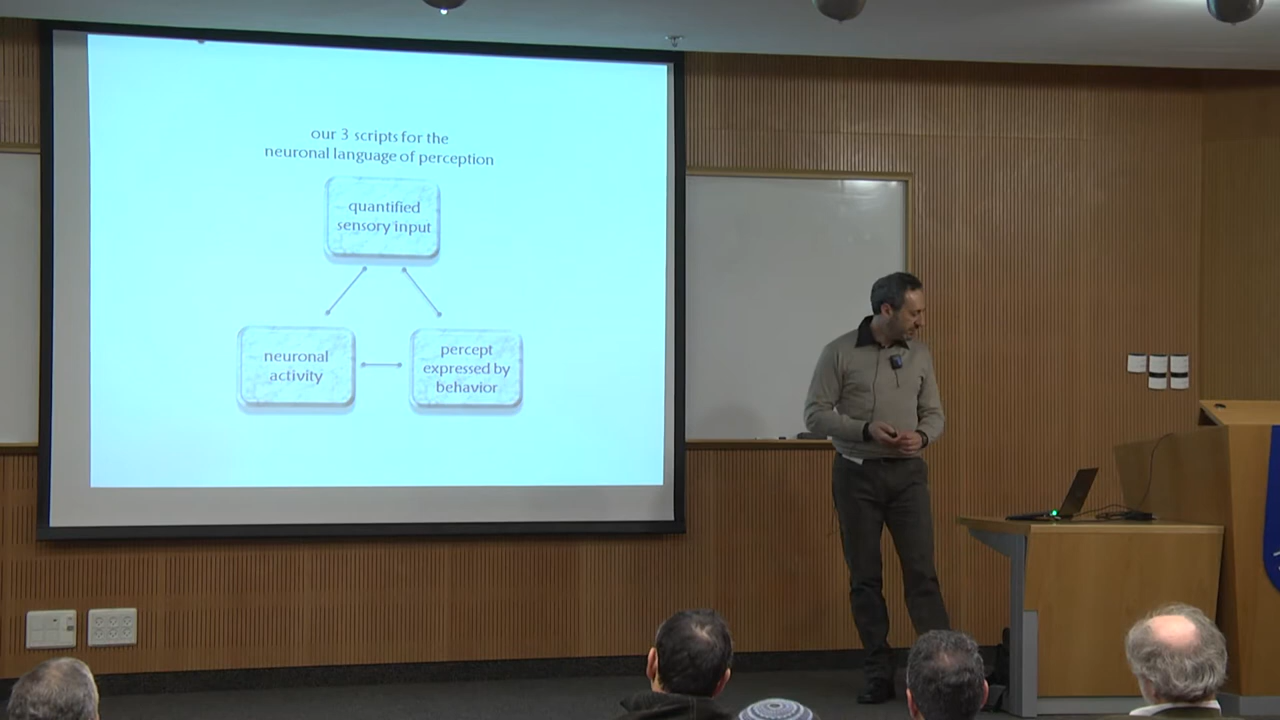 our 3 scripts for the
neuronal language of perception
quantified
sensory input
neuronal
activity
percept
expressed by
behavior